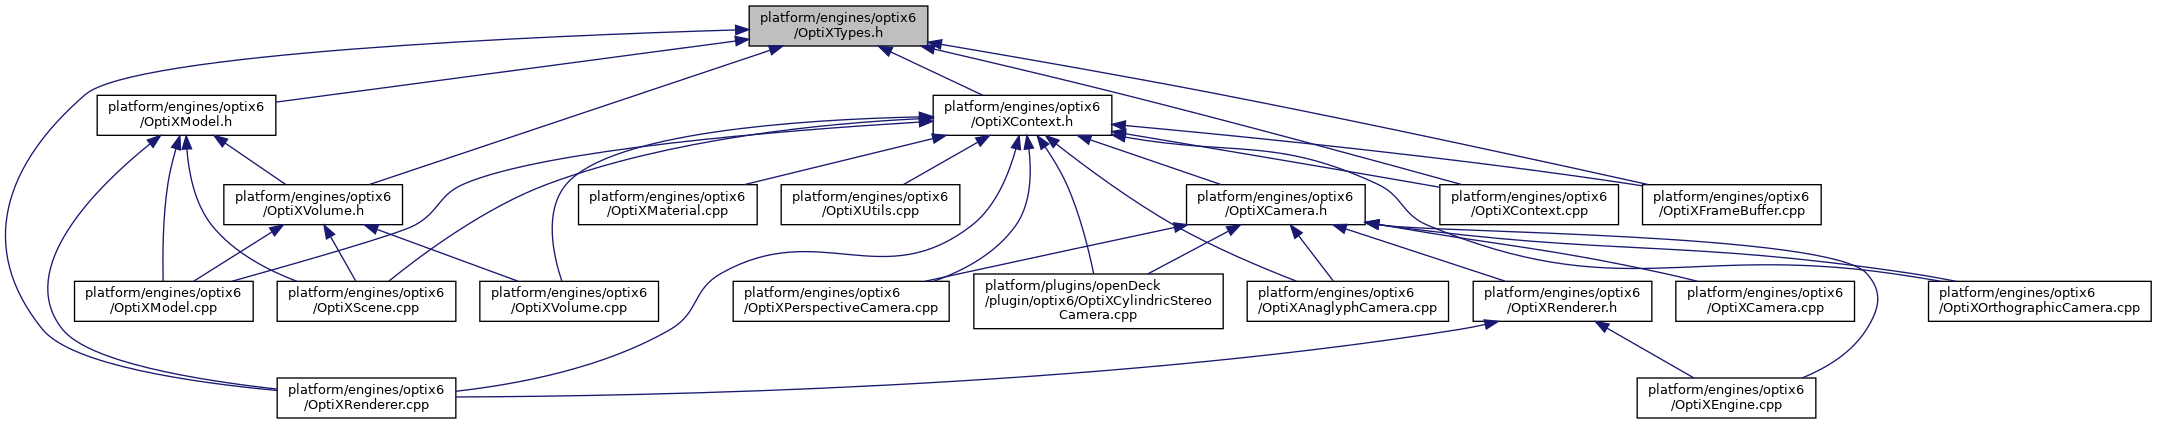 platform/engines/optix6
/OptiXTypes.h
platform/engines/optix6
/OptiXModel.h
platform/engines/optix6
/OptiXContext.h
platform/engines/optix6
/OptiXVolume.h
platform/engines/optix6
/OptiXMaterial.cpp
platform/engines/optix6
/OptiXUtils.cpp
platform/engines/optix6
/OptiXCamera.h
platform/engines/optix6
/OptiXContext.cpp
platform/engines/optix6
/OptiXFrameBuffer.cpp
platform/engines/optix6
/OptiXModel.cpp
platform/engines/optix6
/OptiXScene.cpp
platform/engines/optix6
/OptiXVolume.cpp
platform/engines/optix6
/OptiXPerspectiveCamera.cpp
platform/plugins/openDeck
/plugin/optix6/OptiXCylindricStereo
Camera.cpp
platform/engines/optix6
/OptiXAnaglyphCamera.cpp
platform/engines/optix6
/OptiXRenderer.h
platform/engines/optix6
/OptiXCamera.cpp
platform/engines/optix6
/OptiXOrthographicCamera.cpp
platform/engines/optix6
/OptiXRenderer.cpp
platform/engines/optix6
/OptiXEngine.cpp